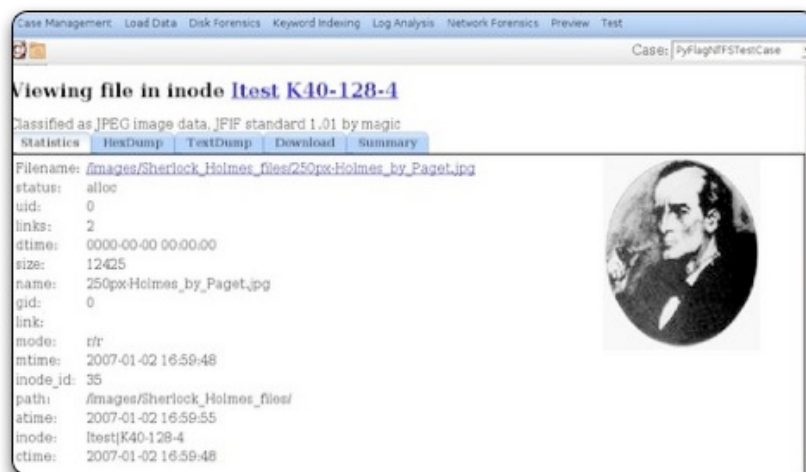 Case Management Load Data Disk Forensics Keyword Indexing Log Analysis Network Forensics Preview Test
Case: PyFlagNTFSTestCase
Viewing file in inode Itest K40-128-4
Classified as JPEG image data, JFIF standard 1.01 by magic
Statistics HexDump TextDump Download Summary
Filename: /images/Sherlock_Holmes_files/250px-Holmes_by_Paget.jpg
status: alloc
uid: 0
links: 2
dtime: 0000-00-00 00:00:00
size: 12425
name: 250px-Holmes_by_Paget.jpg
gid: 0
link:
mode: r/r
mtime: 2007-01-02 16:59:48
inode_id: 35
path: /images/Sherlock_Holmes_files/
atime: 2007-01-02 16:59:55
inode: Itest|K40-128-4
ctime: 2007-01-02 16:59:48